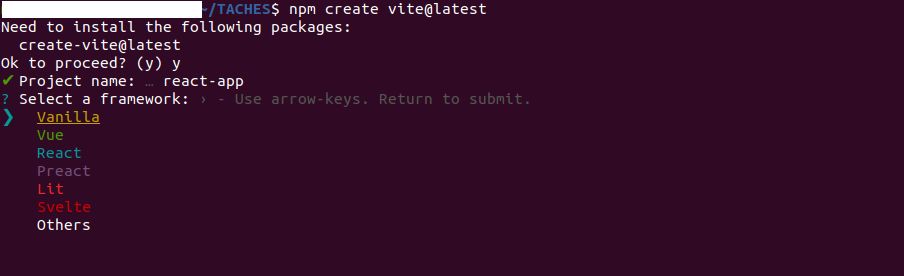 ~/TACHES$ npm create vite@latest
Need to install the following packages:
  create-vite@latest
Ok to proceed? (y) y
✔ Project name: … react-app
? Select a framework: › - Use arrow-keys. Return to submit.
❯   Vanilla
    Vue
    React
    Preact
    Lit
    Svelte
    Others